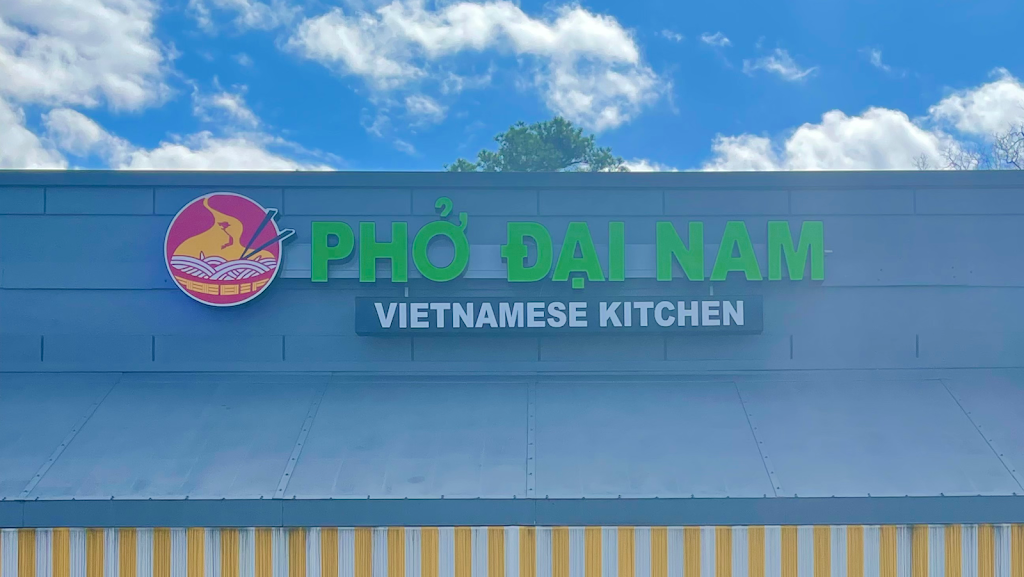 PHỞ ĐẠI NAM
VIETNAMESE KITCHEN